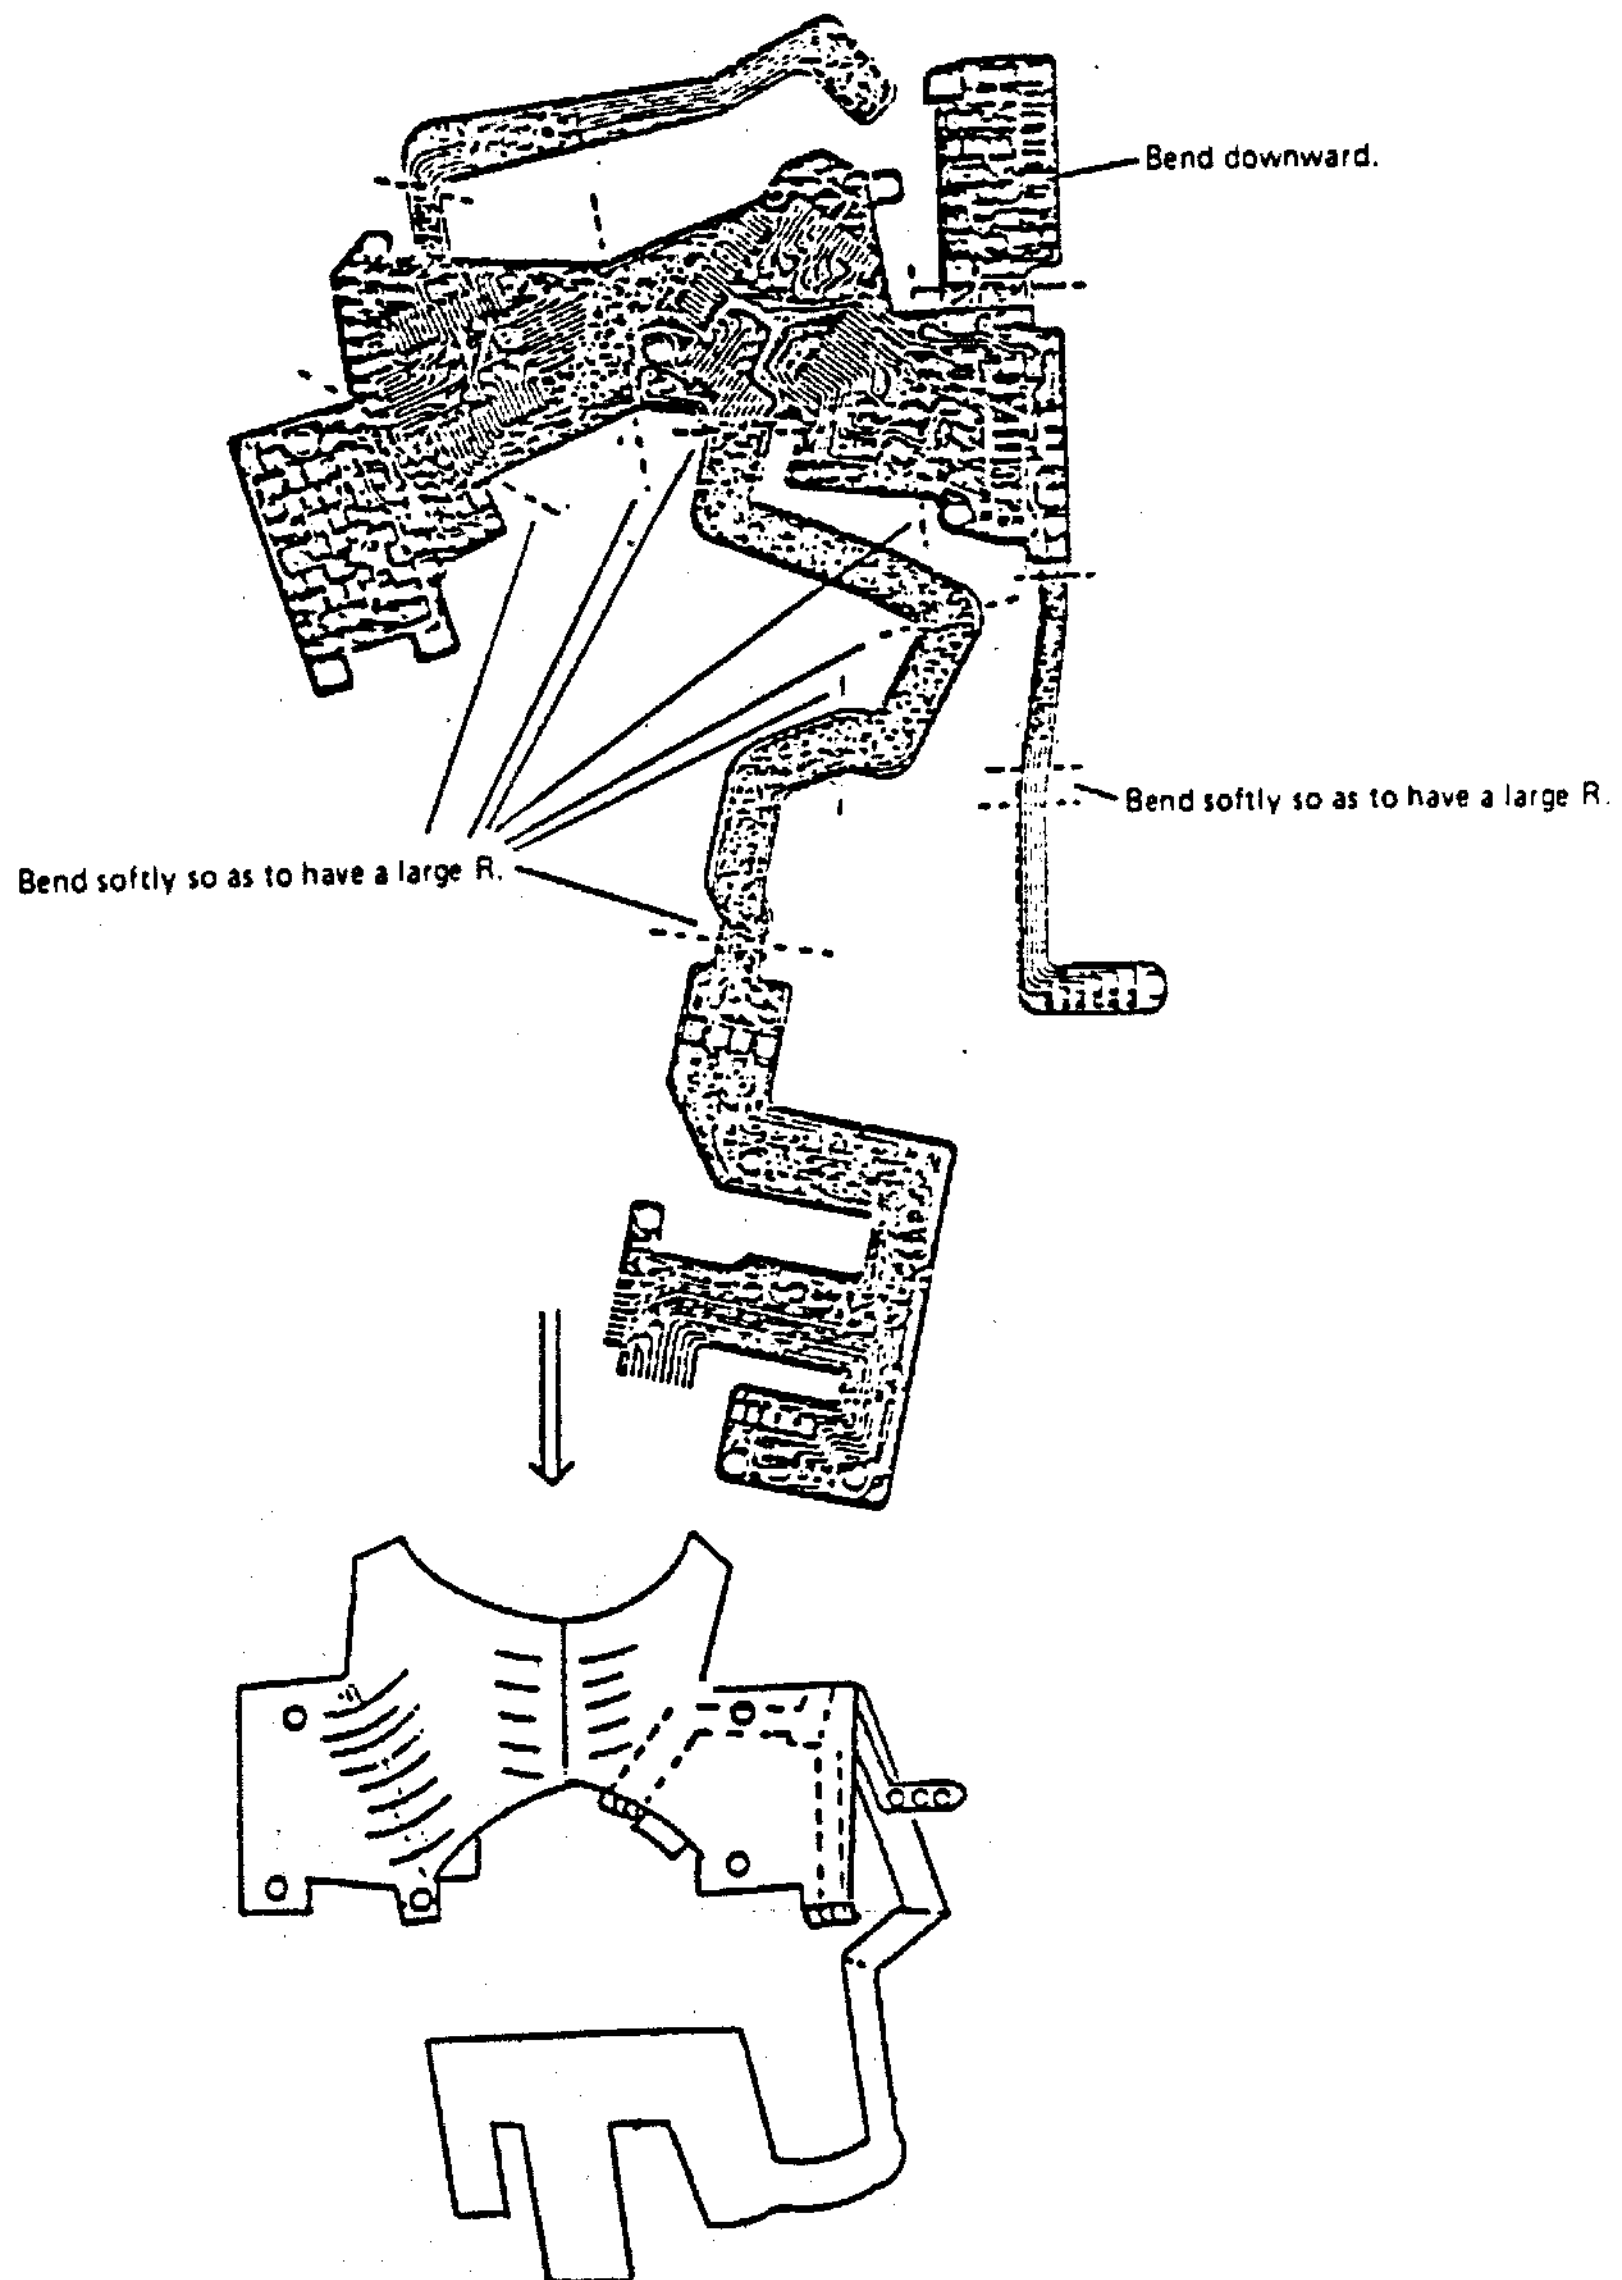 Bend downward.
Bend softly so as to have a large R.
Bend softly so as to have a large R.